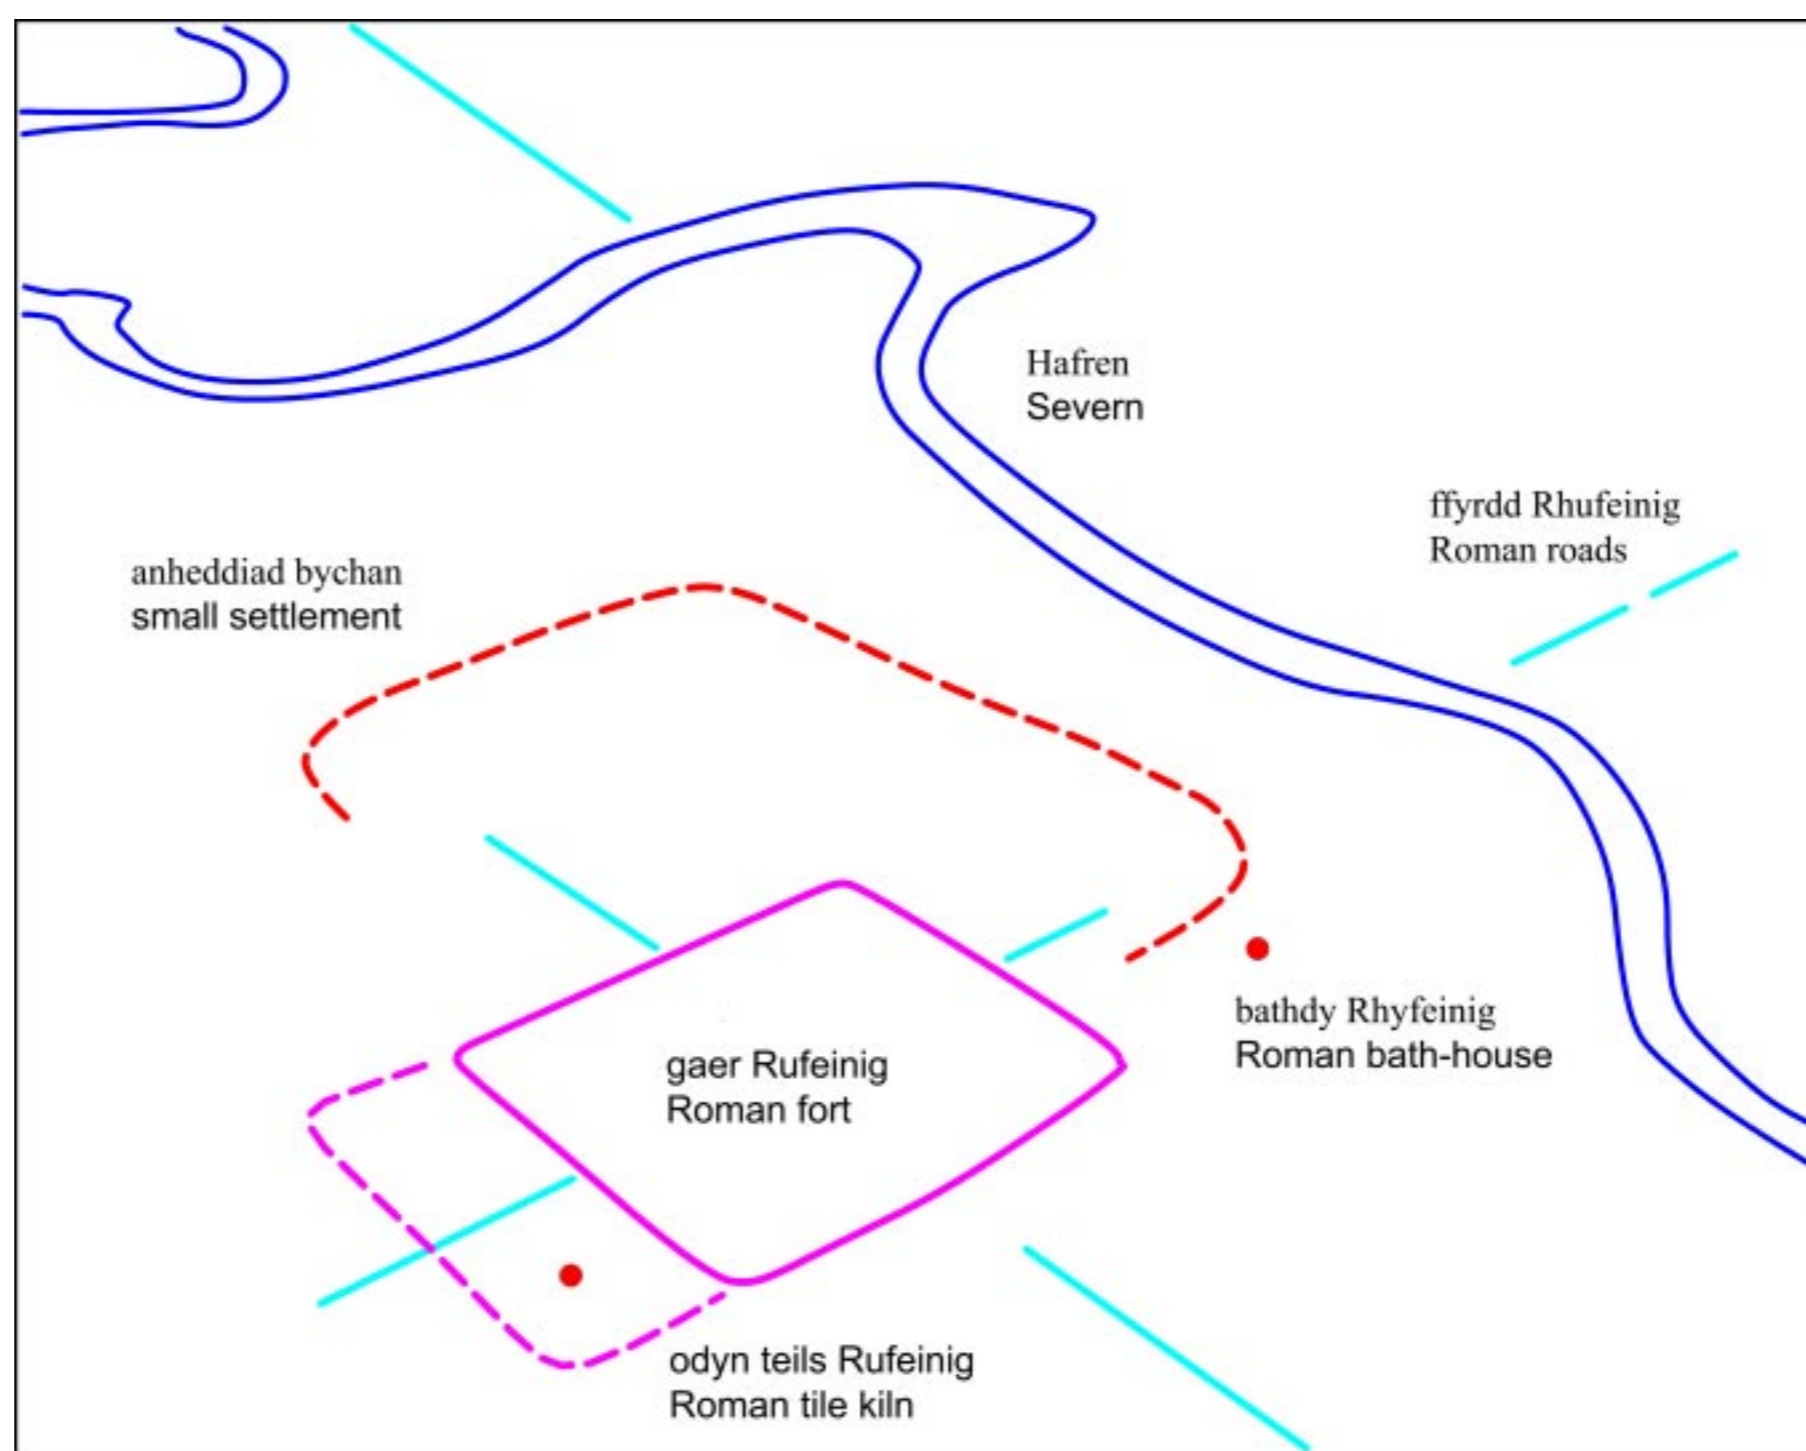 Hafren
Severn
ffyrdd Rhufeinig
Roman roads
anheddiad bychan
small settlement
bathdy Rhyfeinig
Roman bath-house
gaer Rufeinig
Roman fort
odyn teils Rufeinig
Roman tile kiln